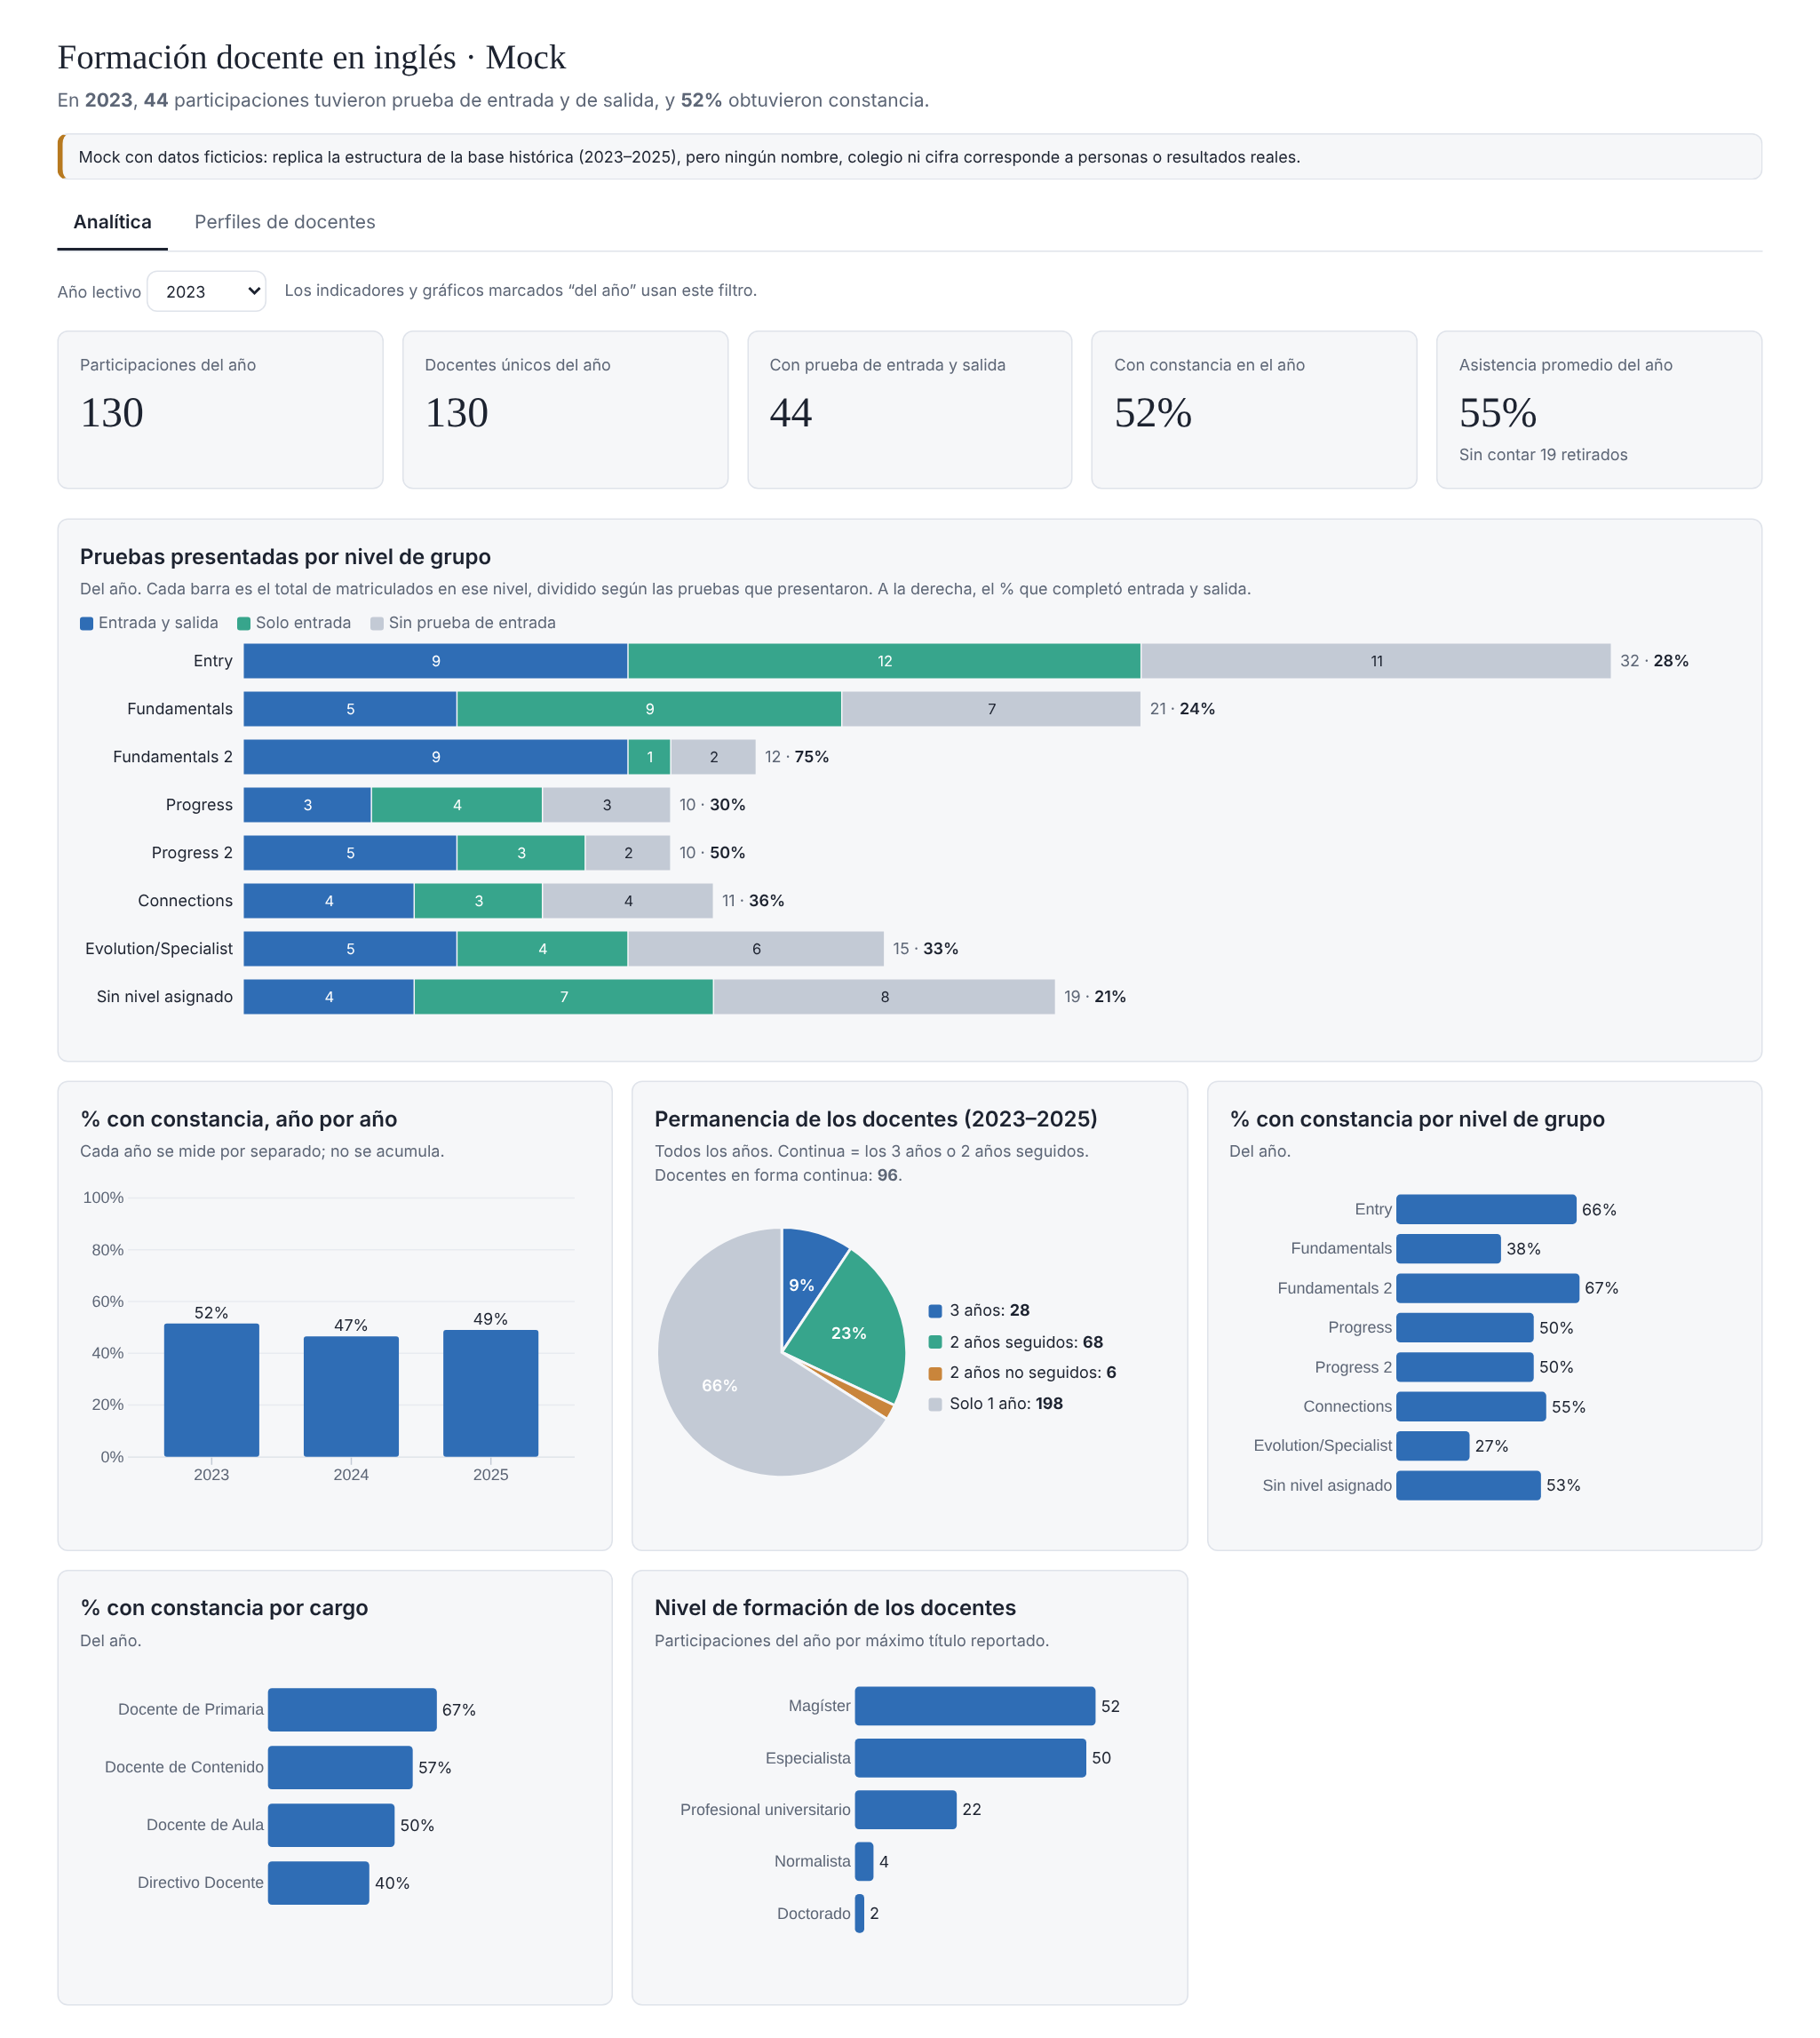 Formación docente en inglés · Mock
En 2023, 44 participaciones tuvieron prueba de entrada y de salida, y 52% obtuvieron constancia.
Mock con datos ficticios: replica la estructura de la base histórica (2023–2025), pero ningún nombre, colegio ni cifra corresponde a personas o resultados reales.
Analítica
Perfiles de docentes
Año lectivo
2023
Los indicadores y gráficos marcados “del año” usan este filtro.
Participaciones del año
130
Docentes únicos del año
130
Con prueba de entrada y salida
44
Con constancia en el año
52%
Asistencia promedio del año
55%
Sin contar 19 retirados
Pruebas presentadas por nivel de grupo
Del año. Cada barra es el total de matriculados en ese nivel, dividido según las pruebas que presentaron. A la derecha, el % que completó entrada y salida.
Entrada y salida Solo entrada Sin prueba de entrada
Entry 9 12 11 32 · 28%
Fundamentals 5 9 7 21 · 24%
Fundamentals 2 9 1 2 12 · 75%
Progress 3 4 3 10 · 30%
Progress 2 5 3 2 10 · 50%
Connections 4 3 4 11 · 36%
Evolution/Specialist 5 4 6 15 · 33%
Sin nivel asignado 4 7 8 19 · 21%
% con constancia, año por año
Cada año se mide por separado; no se acumula.
100%
80%
60%
40%
20%
0%
52% 47% 49%
2023 2024 2025
Permanencia de los docentes (2023–2025)
Todos los años. Continua = los 3 años o 2 años seguidos.
Docentes en forma continua: 96.
9%
23%
66%
3 años: 28
2 años seguidos: 68
2 años no seguidos: 6
Solo 1 año: 198
% con constancia por nivel de grupo
Del año.
Entry 66%
Fundamentals 38%
Fundamentals 2 67%
Progress 50%
Progress 2 50%
Connections 55%
Evolution/Specialist 27%
Sin nivel asignado 53%
% con constancia por cargo
Del año.
Docente de Primaria 67%
Docente de Contenido 57%
Docente de Aula 50%
Directivo Docente 40%
Nivel de formación de los docentes
Participaciones del año por máximo título reportado.
Magíster 52
Especialista 50
Profesional universitario 22
Normalista 4
Doctorado 2